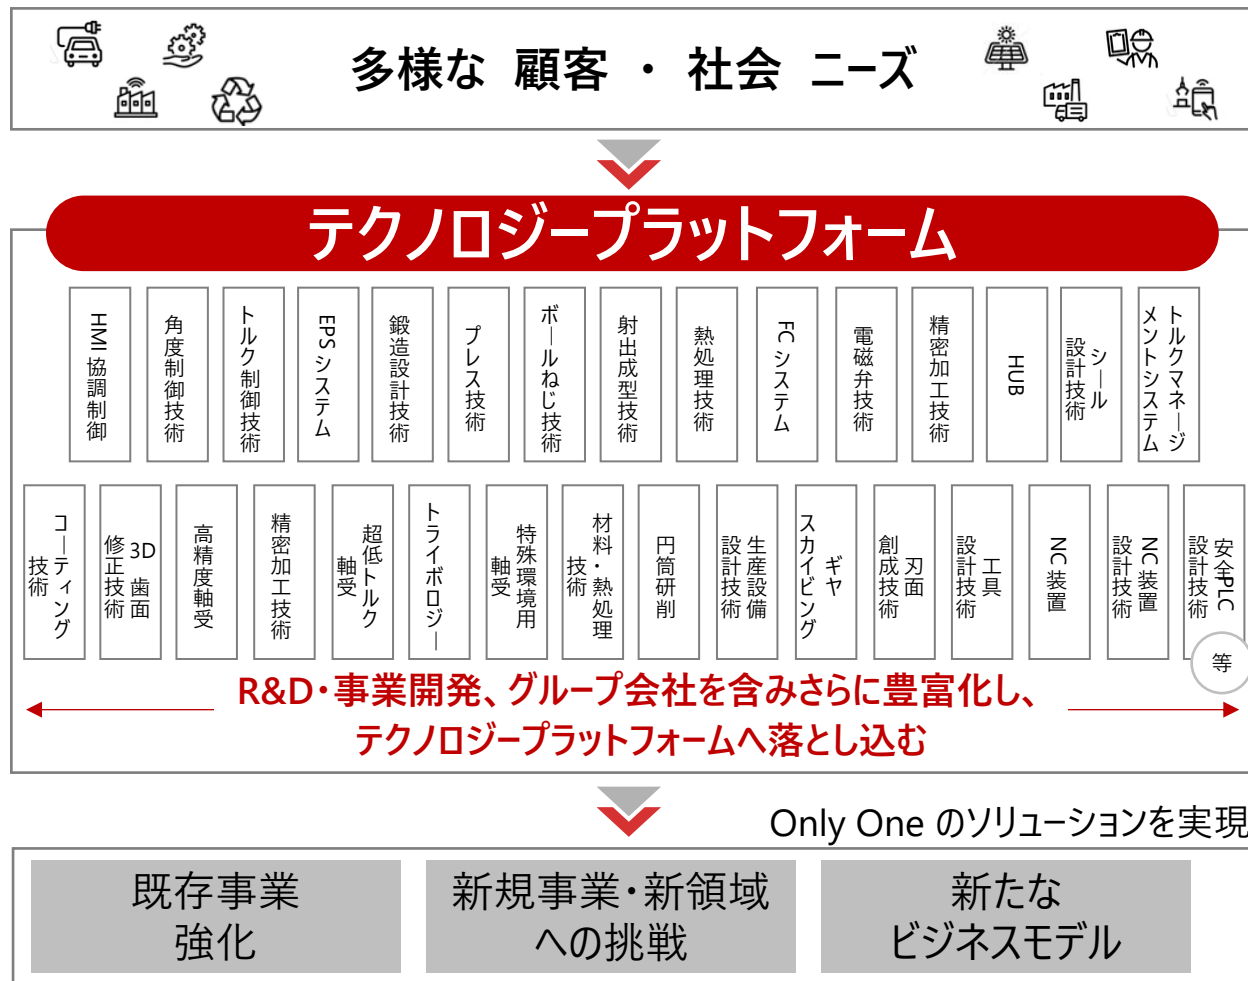 多様な 顧客 ・ 社会 ニーズ
テクノロジープラットフォーム
HMI協調制御
角度制御技術
トルク制御技術
EPSシステム
鍛造設計技術
プレス技術
ボールねじ技術
射出成型技術
熱処理技術
FCシステム
電磁弁技術
精密加工技術
HUB
シール
設計技術
トルクマネージ
メントシステム
コーティング
技術
3D歯面
修正技術
高精度軸受
精密加工技術
超低トルク
軸受
トライボロジー
特殊環境用
軸受
材料・熱処理
技術
円筒研削
生産設備
設計技術
ギヤ
スカイビング
刃面
創成技術
工具
設計技術
NC装置
NC装置
設計技術
安全PLC
設計技術
等
R&D・事業開発、グループ会社を含みさらに豊富化し、
テクノロジープラットフォームへ落とし込む
Only One のソリューションを実現
既存事業
強化
新規事業・新領域
への挑戦
新たな
ビジネスモデル